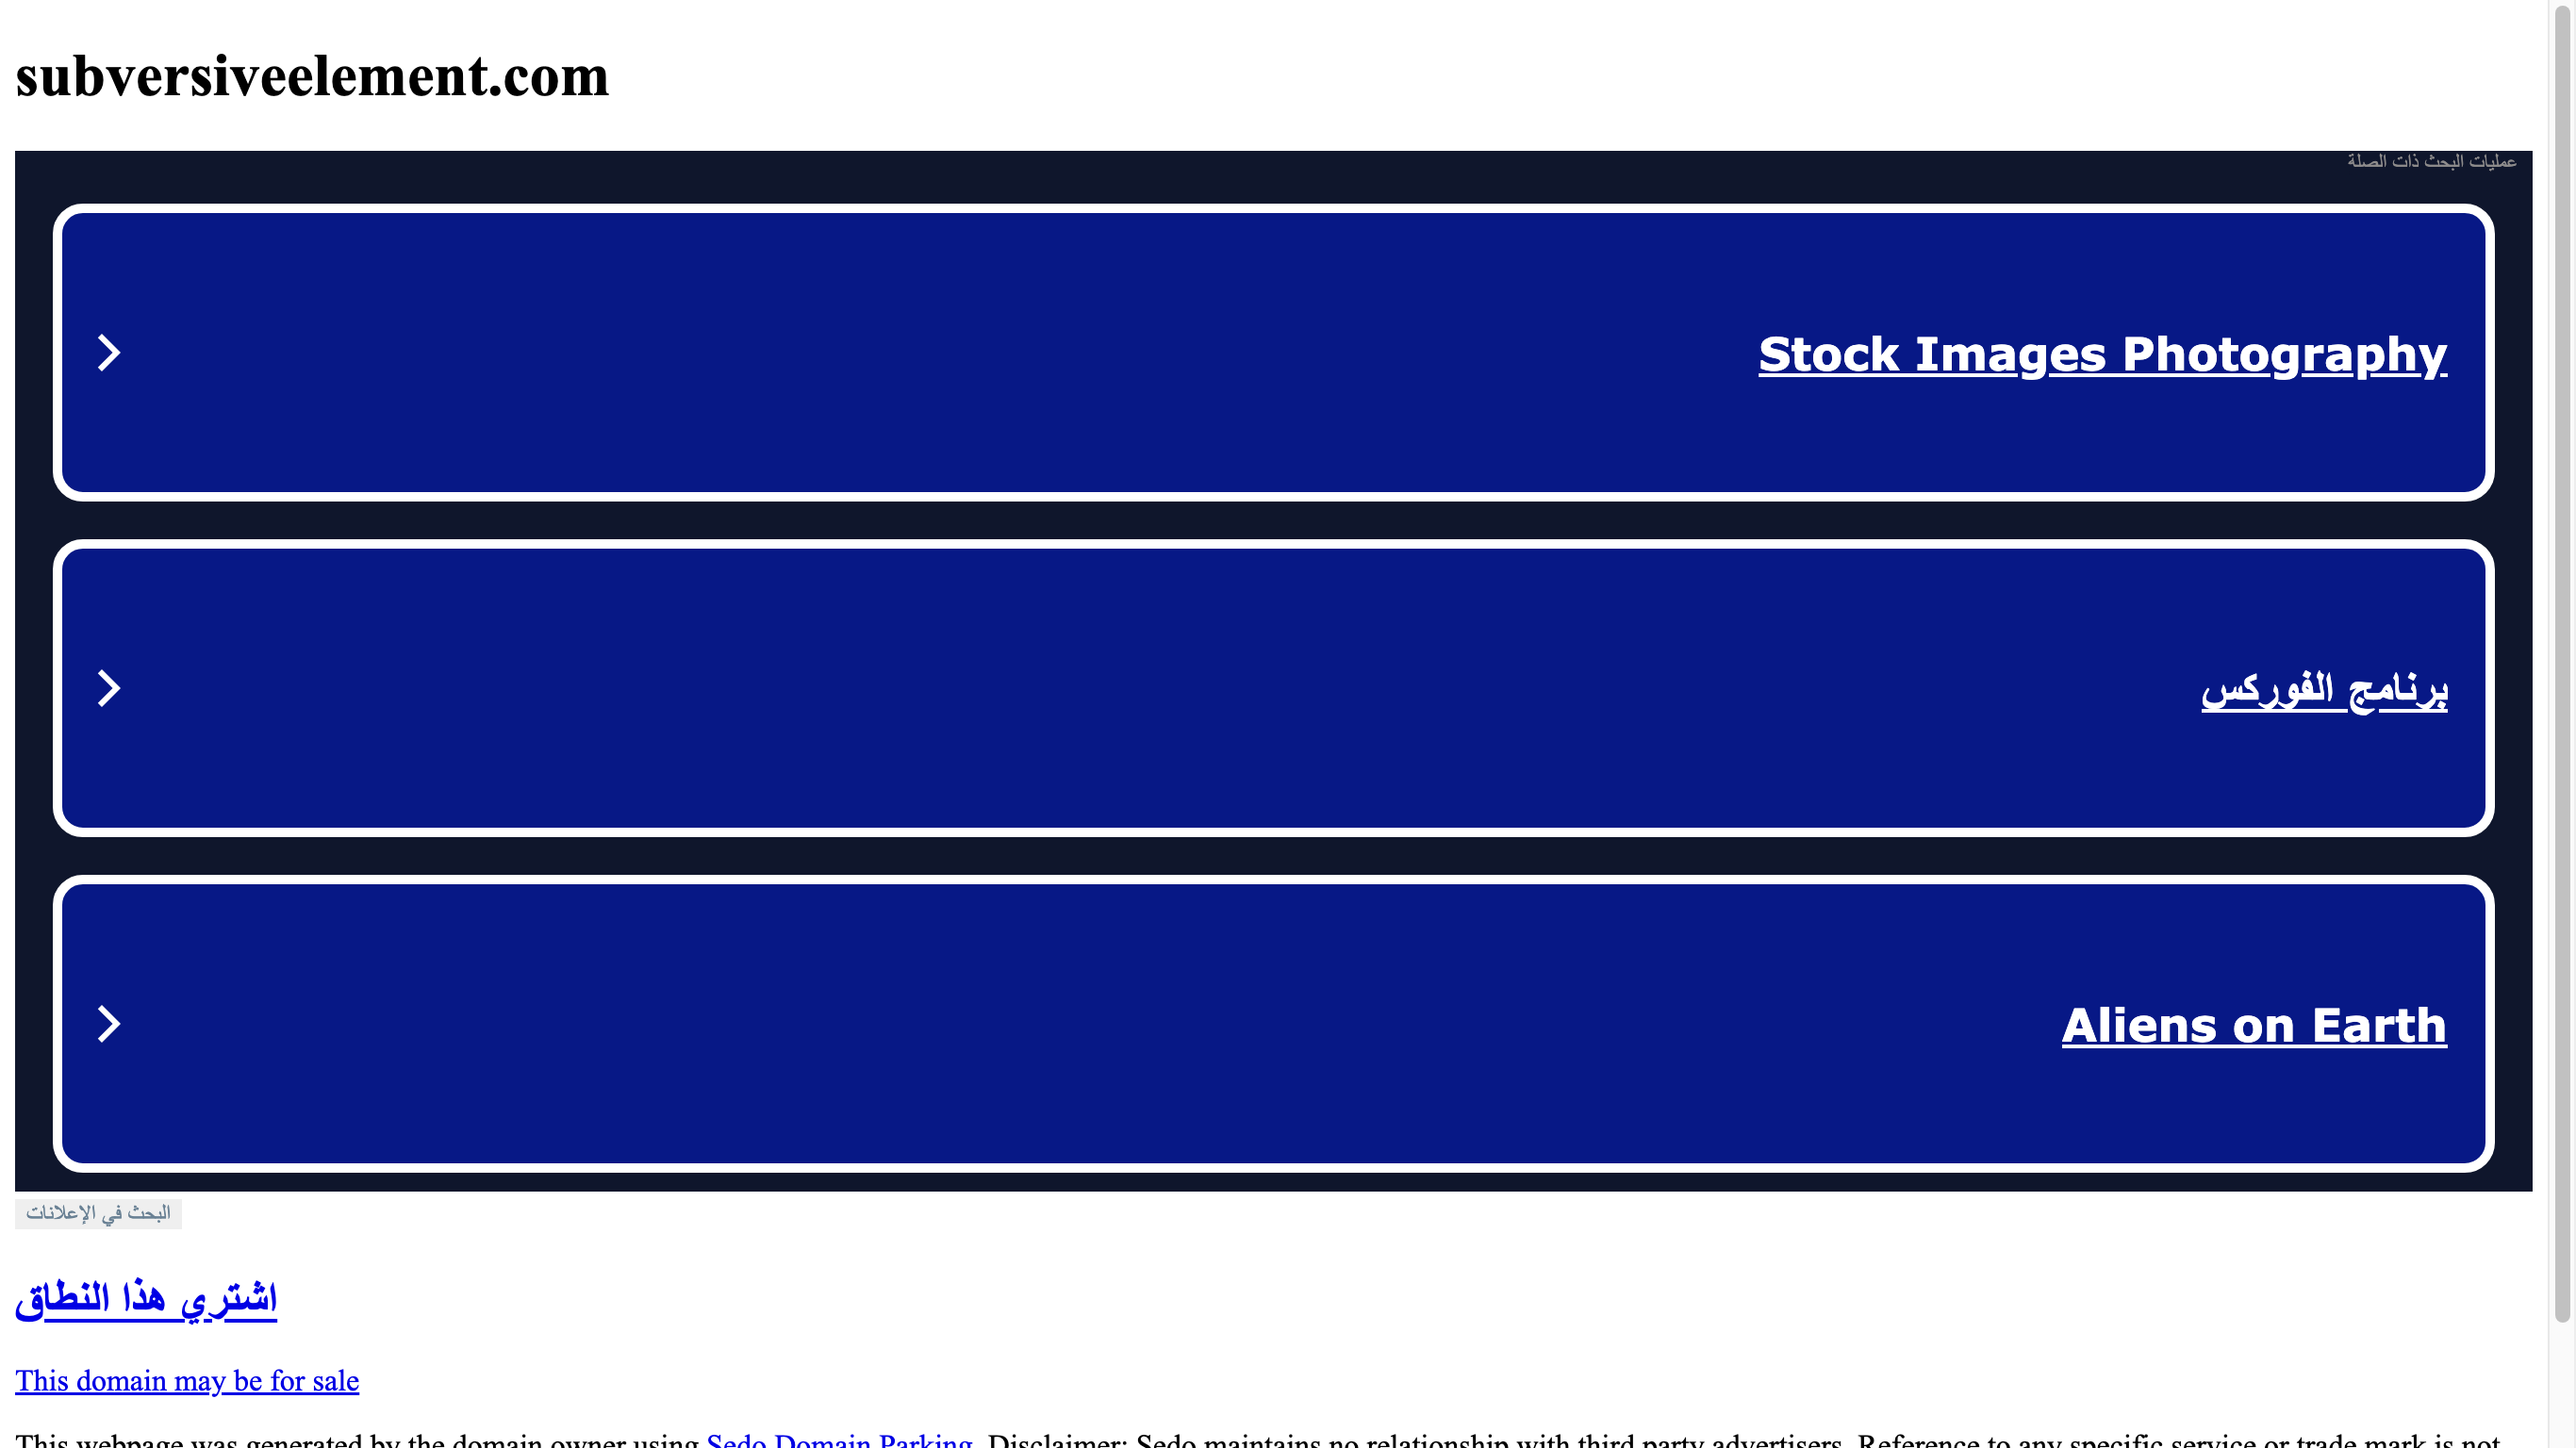 subversiveelement.com
عمليات البحث ذات الصلة
Stock Images Photography
برنامج الفوركس
Aliens on Earth
البحث في الإعلانات
اشتري هذا النطاق
This domain may be for sale
This webpage was generated by the domain owner using Sedo Domain Parking. Disclaimer: Sedo maintains no relationship with third party advertisers. Reference to any specific service or trade mark is not